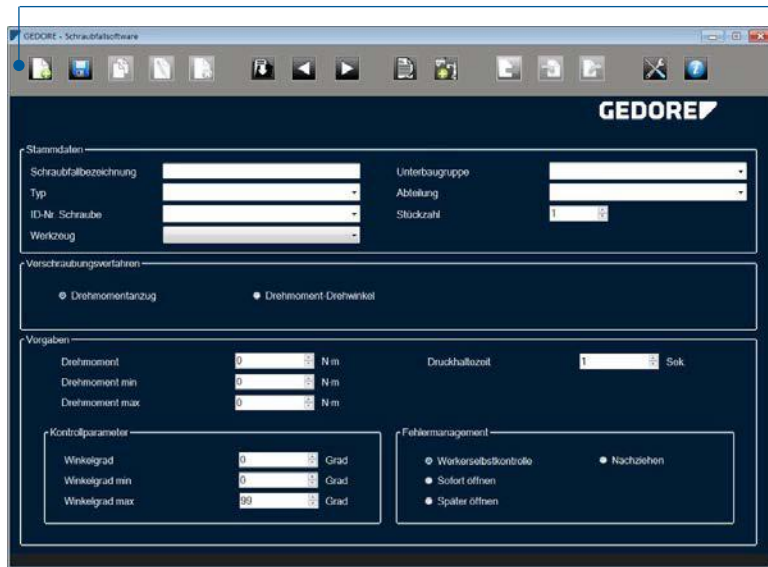 GEDORE - Schraubfallsoftware
GEDORE
Stammdaten
Schraubfallbezeichnung
Unterbaugruppe
Typ
Abteilung
ID-Nr. Schraube
Stückzahl 1
Werkzeug
Verschraubungsverfahren
Drehmomentanzug
Drehmoment-Drehwinkel
Vorgaben
Drehmoment 0 N·m
Druckhaltezeit 1 Sek.
Drehmoment min 0 N·m
Drehmoment max 0 N·m
Kontrollparameter
Winkelgrad 0 Grad
Winkelgrad min 0 Grad
Winkelgrad max 99 Grad
Fehlermanagement
Werkerselbstkontrolle
Nachziehen
Sofort öffnen
Später öffnen